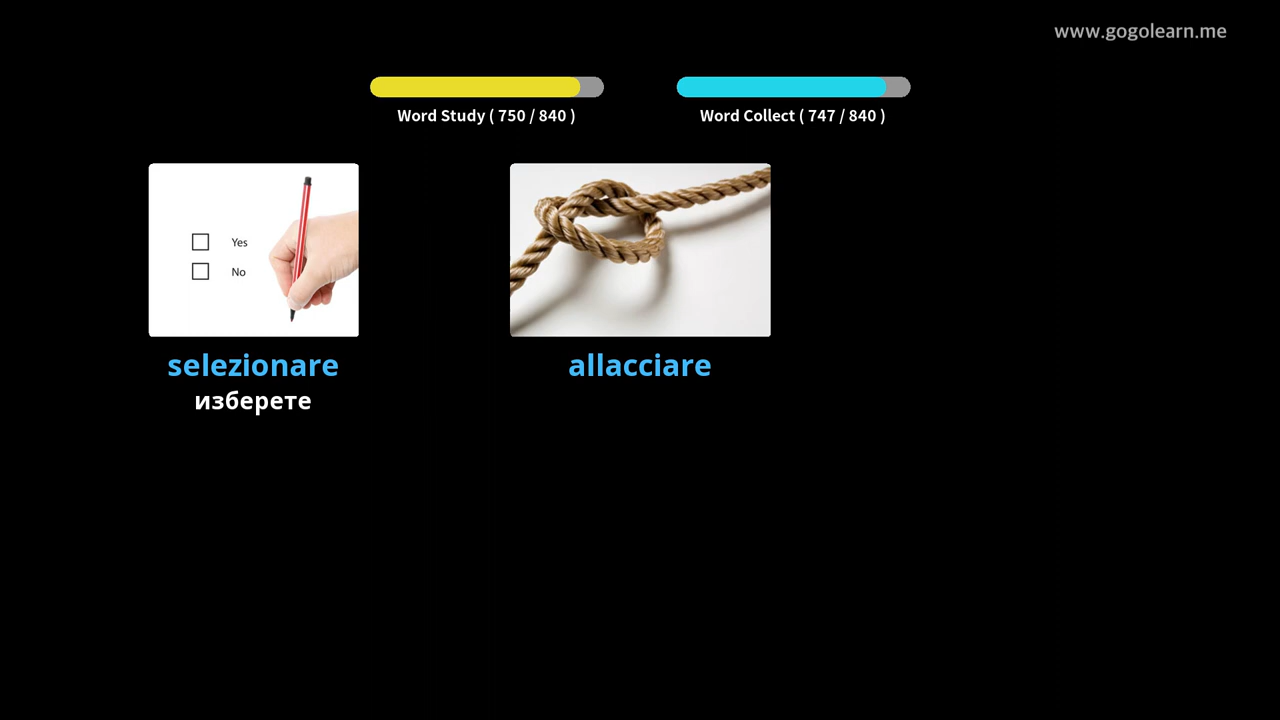 www.gogolearn.me
Word Study ( 750 / 840 )
Word Collect ( 747 / 840 )
Yes
No
selezionare
изберете
allacciare